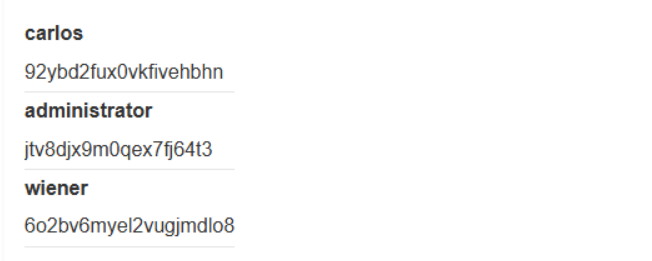 carlos
92ybd2fux0vkfivehbhn
administrator
jtv8djx9m0qex7fj64t3
wiener
6o2bv6myel2vugjmdlo8